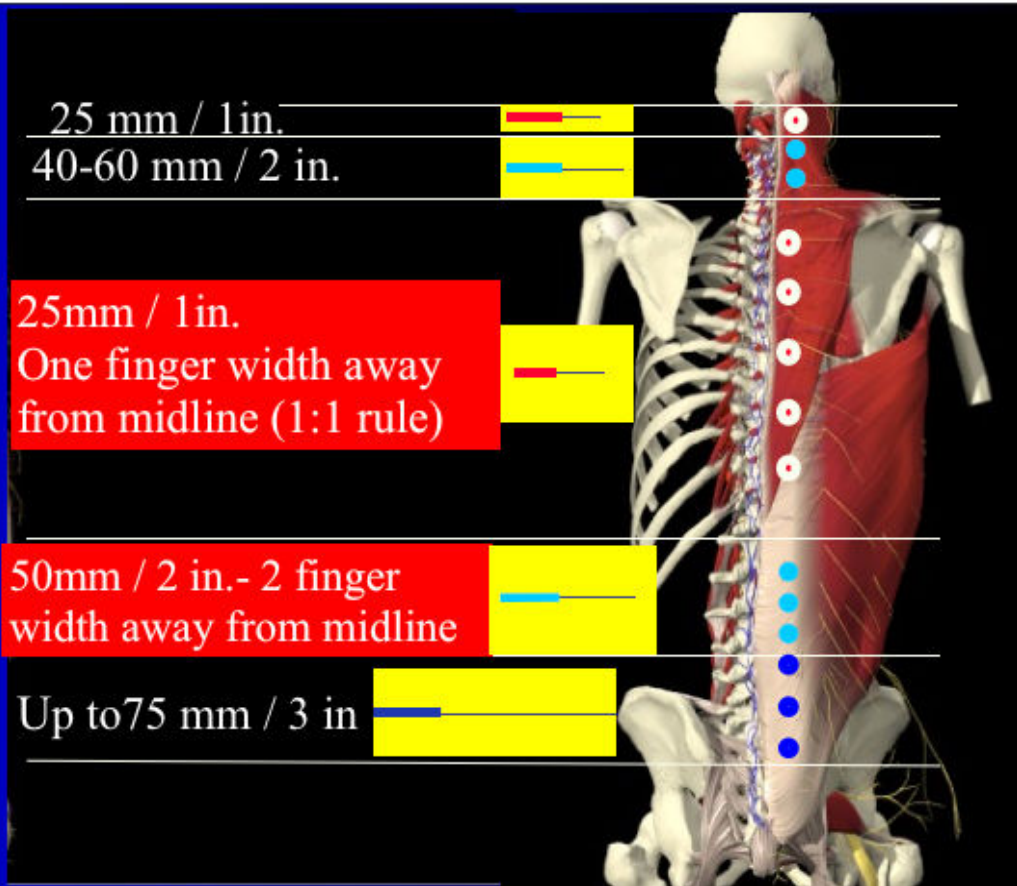 25 mm / 1in.
40-60 mm / 2 in.
25mm / 1in.
One finger width away
from midline (1:1 rule)
50mm / 2 in.- 2 finger
width away from midline
Up to75 mm / 3 in